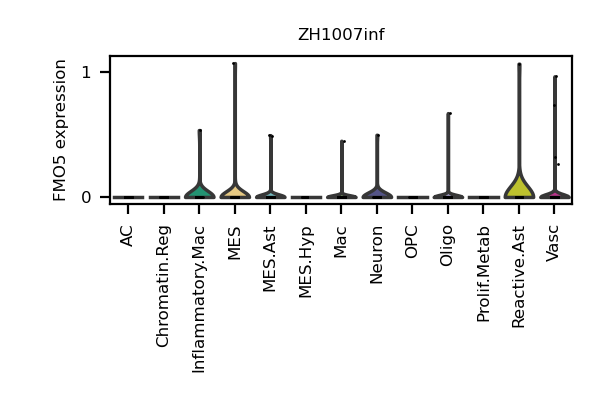 ZH1007inf
FMO5 expression
1
0
AC
Chromatin.Reg
Inflammatory.Mac
MES
MES.Ast
MES.Hyp
Mac
Neuron
OPC
Oligo
Prolif.Metab
Reactive.Ast
Vasc